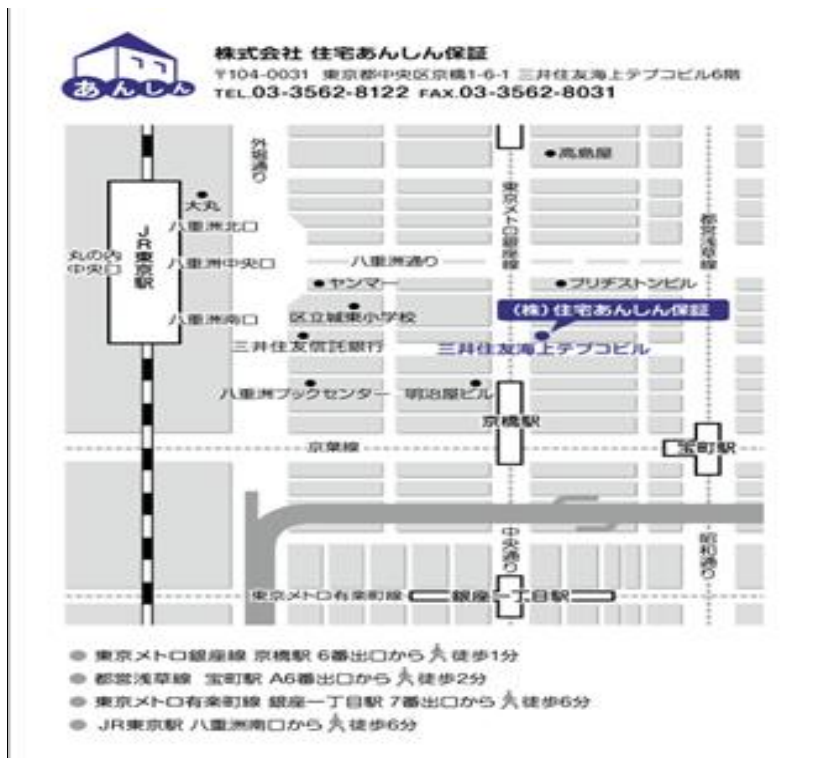 あんしん
株式会社 住宅あんしん保証
〒104-0031 東京都中央区京橋1-6-1 三井住友海上テプコビル6階
TEL.03-3562-8122 FAX.03-3562-8031
外堀通り
高島屋
大丸
東京メトロ銀座線
都営浅草線
JR東京駅
八重洲北口
丸の内
中央口
八重洲中央口
八重洲通り
ヤンマー
ブリヂストンビル
(株)住宅あんしん保証
八重洲南口
区立城東小学校
三井住友信託銀行
三井住友海上テプコビル
八重洲ブックセンター
明治屋ビル
京橋駅
京葉線
宝町駅
中央通り
昭和通り
東京メトロ有楽町線
銀座一丁目駅
東京メトロ銀座線 京橋駅 6番出口から 徒歩1分
都営浅草線 宝町駅 A6番出口から 徒歩2分
東京メトロ有楽町線 銀座一丁目駅 7番出口から 徒歩6分
JR東京駅 八重洲南口から 徒歩6分